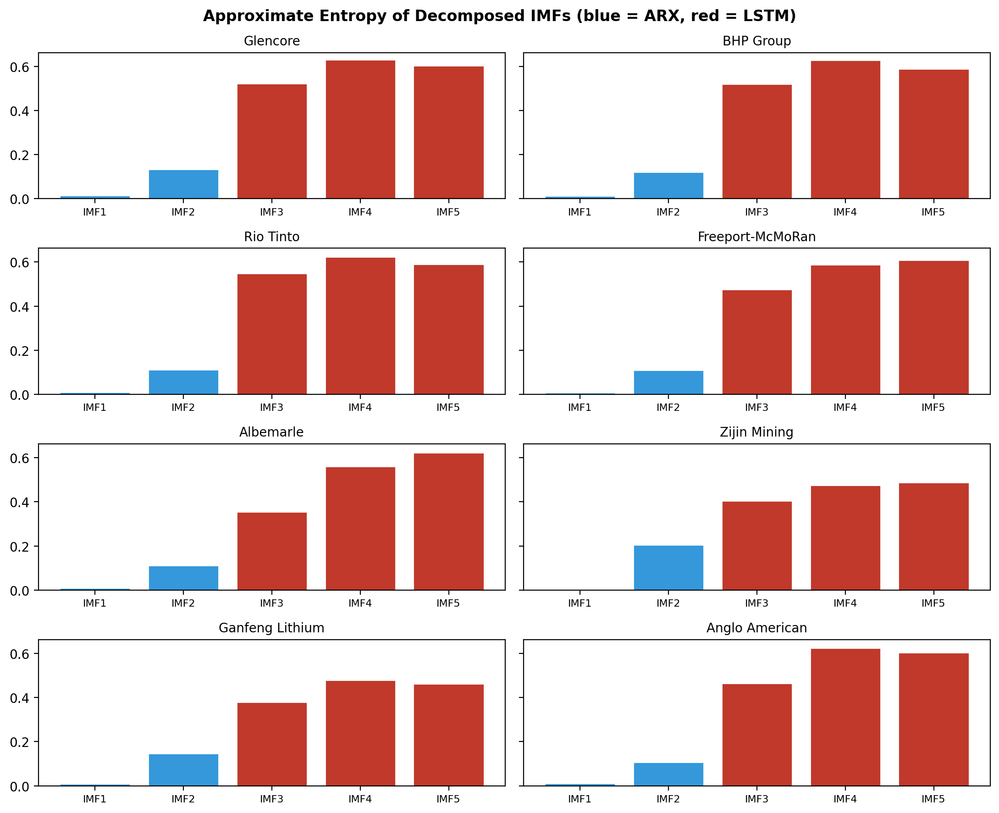 Approximate Entropy of Decomposed IMFs (blue = ARX, red = LSTM)
Glencore
0.6
0.4
0.2
0.0
IMF1 IMF2 IMF3 IMF4 IMF5
BHP Group
IMF1 IMF2 IMF3 IMF4 IMF5
Rio Tinto
0.6
0.4
0.2
0.0
IMF1 IMF2 IMF3 IMF4 IMF5
Freeport-McMoRan
IMF1 IMF2 IMF3 IMF4 IMF5
Albemarle
0.6
0.4
0.2
0.0
IMF1 IMF2 IMF3 IMF4 IMF5
Zijin Mining
IMF1 IMF2 IMF3 IMF4 IMF5
Ganfeng Lithium
0.6
0.4
0.2
0.0
IMF1 IMF2 IMF3 IMF4 IMF5
Anglo American
IMF1 IMF2 IMF3 IMF4 IMF5